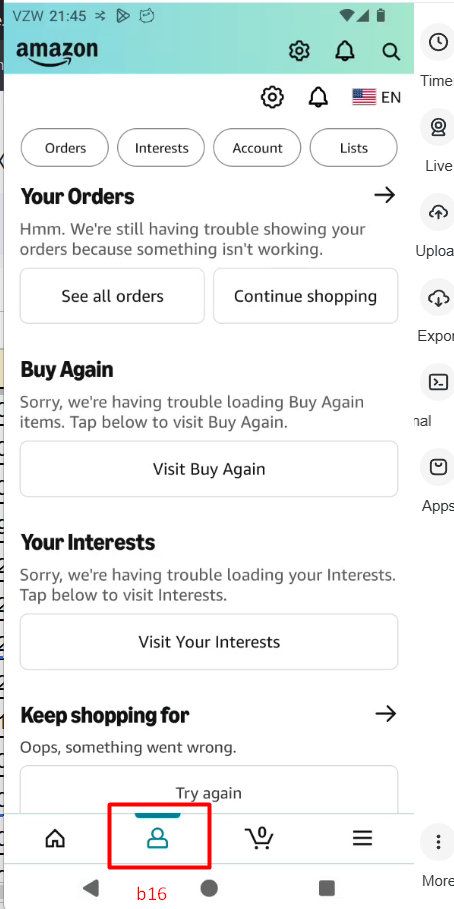 VZW 21:45
amazon
EN
Orders
Interests
Account
Lists
Your Orders
Hmm. We're still having trouble showing your
orders because something isn't working.
See all orders
Continue shopping
Buy Again
Sorry, we're having trouble loading Buy Again
items. Tap below to visit Buy Again.
Visit Buy Again
Your Interests
Sorry, we're having trouble loading your Interests.
Tap below to visit Interests.
Visit Your Interests
Keep shopping for
Oops, something went wrong.
Try again
0
b16
Time
Live
Uploa
Expor
nal
Apps
More